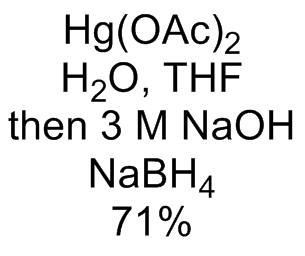 Hg(OAc)₂
H₂O, THF
then 3 M NaOH
NaBH₄
71%